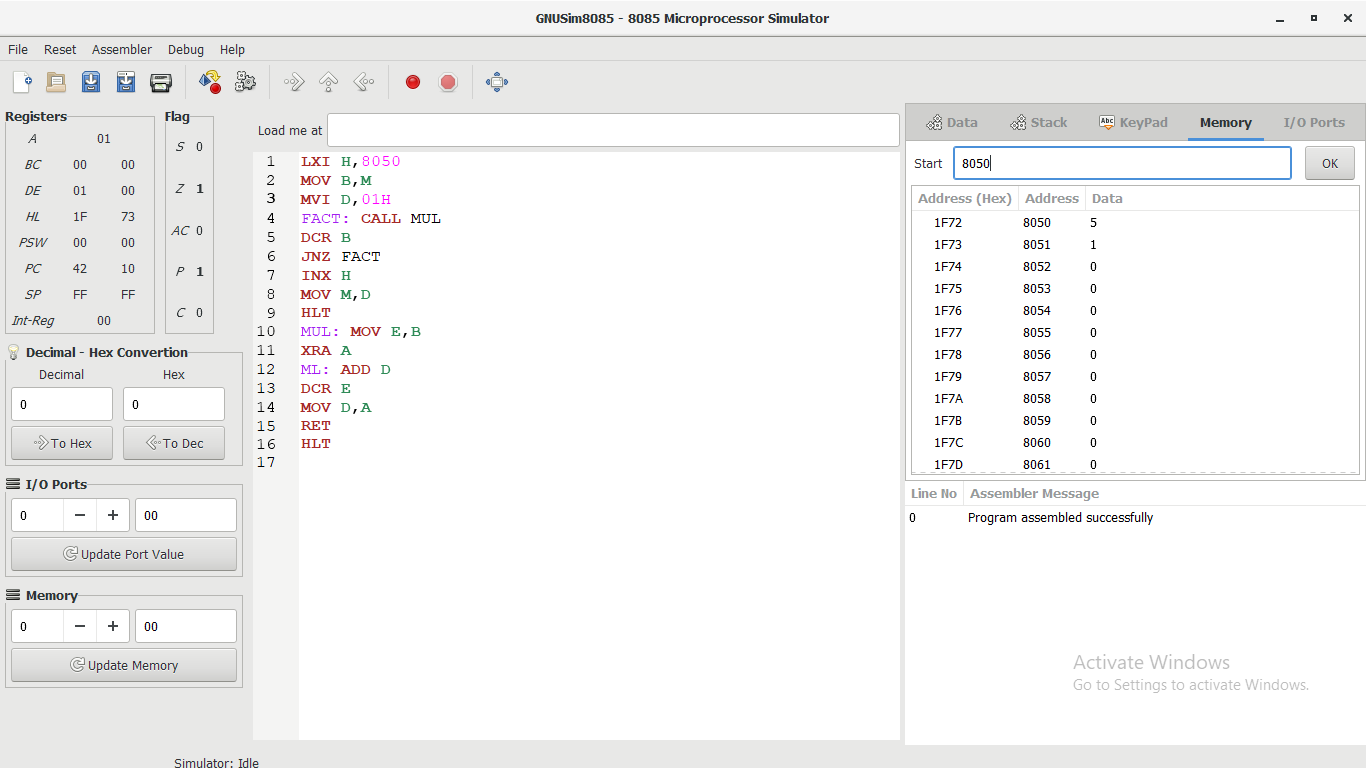 GNUSim8085 - 8085 Microprocessor Simulator
File Reset Assembler Debug Help
Registers
A 01
BC 00 00
DE 01 00
HL 1F 73
PSW 00 00
PC 42 10
SP FF FF
Int-Reg 00
Flag
S 0
Z 1
AC 0
P 1
C 0
Decimal - Hex Convertion
Decimal Hex
0 0
To Hex To Dec
I/O Ports
0 − + 00
Update Port Value
Memory
0 − + 00
Update Memory
Load me at
1 LXI H,8050
2 MOV B,M
3 MVI D,01H
4 FACT: CALL MUL
5 DCR B
6 JNZ FACT
7 INX H
8 MOV M,D
9 HLT
10 MUL: MOV E,B
11 XRA A
12 ML: ADD D
13 DCR E
14 MOV D,A
15 RET
16 HLT
17
Data Stack Abc KeyPad Memory I/O Ports
Start 8050 OK
Address (Hex) Address Data
1F72 8050 5
1F73 8051 1
1F74 8052 0
1F75 8053 0
1F76 8054 0
1F77 8055 0
1F78 8056 0
1F79 8057 0
1F7A 8058 0
1F7B 8059 0
1F7C 8060 0
1F7D 8061 0
Line No Assembler Message
0 Program assembled successfully
Activate Windows
Go to Settings to activate Windows.
Simulator: Idle